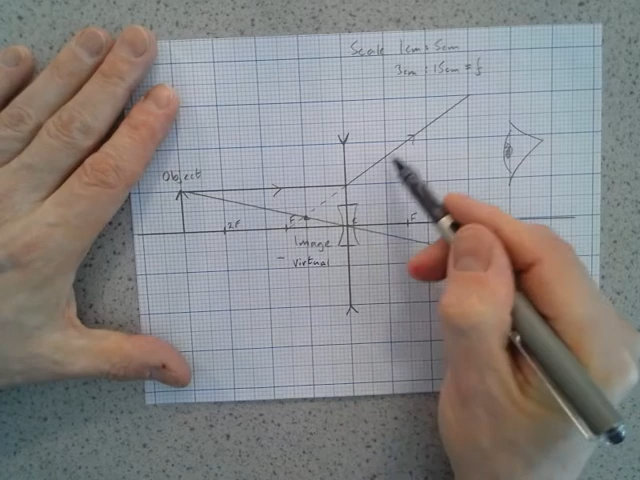 Scale 1cm = 5cm
3cm : 15cm = f
Object
2F F F
Image
- Virtual